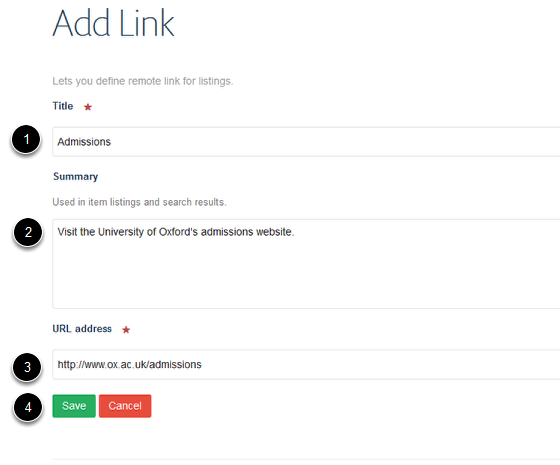 Add Link
Lets you define remote link for listings.
Title ★
1
Admissions
Summary
Used in item listings and search results.
2
Visit the University of Oxford's admissions website.
URL address ★
3
http://www.ox.ac.uk/admissions
4
Save Cancel